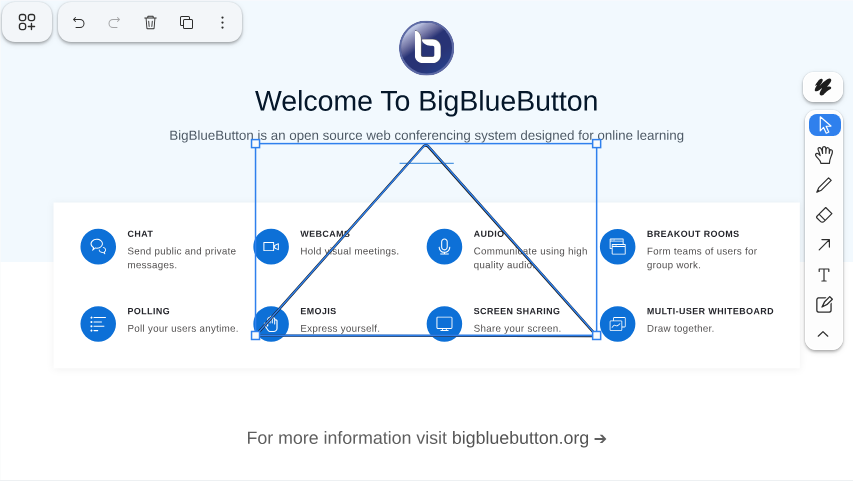 Welcome To BigBlueButton
BigBlueButton is an open source web conferencing system designed for online learning
CHAT
Send public and private
messages.
WEBCAMS
Hold visual meetings.
AUDIO
Communicate using high
quality audio.
BREAKOUT ROOMS
Form teams of users for
group work.
POLLING
Poll your users anytime.
EMOJIS
Express yourself.
SCREEN SHARING
Share your screen.
MULTI-USER WHITEBOARD
Draw together.
For more information visit bigbluebutton.org ➔